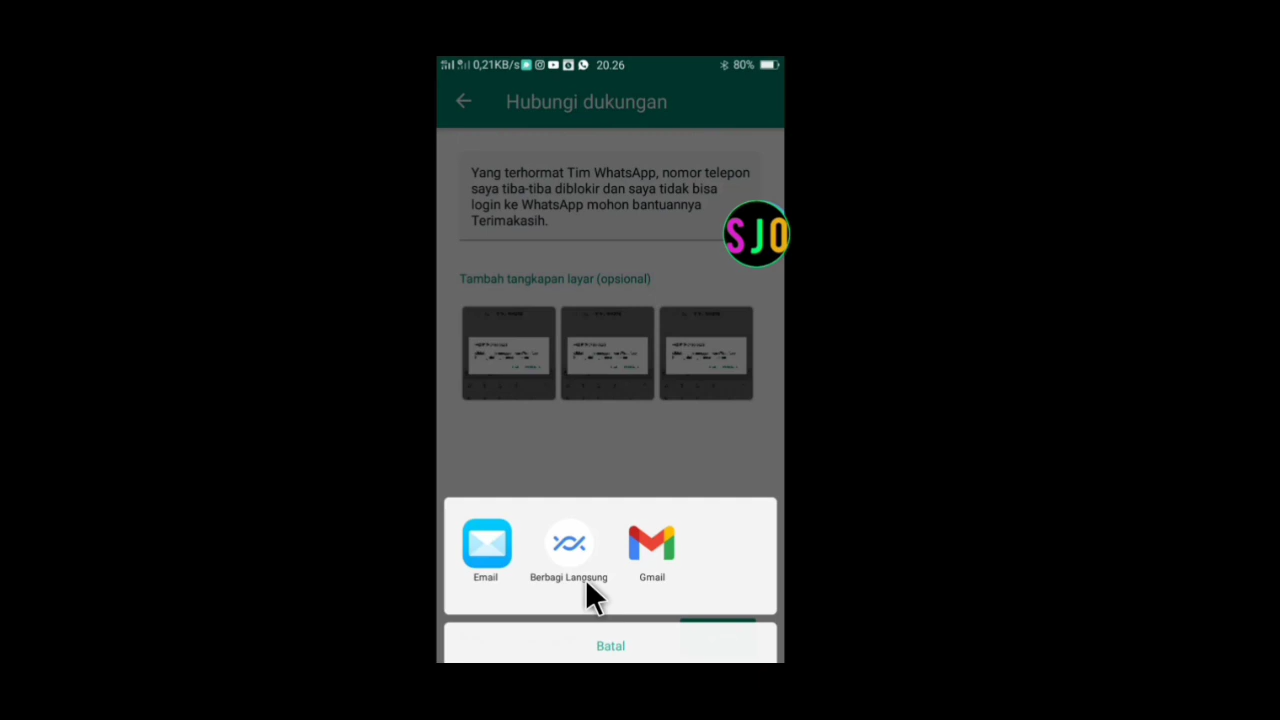 0,21KB/s 20.26 80%
Hubungi dukungan
Yang terhormat Tim WhatsApp, nomor telepon
saya tiba-tiba diblokir dan saya tidak bisa
login ke WhatsApp mohon bantuannya
Terimakasih.
SJO
Tambah tangkapan layar (opsional)
Email
Berbagi Langsung
Gmail
Batal